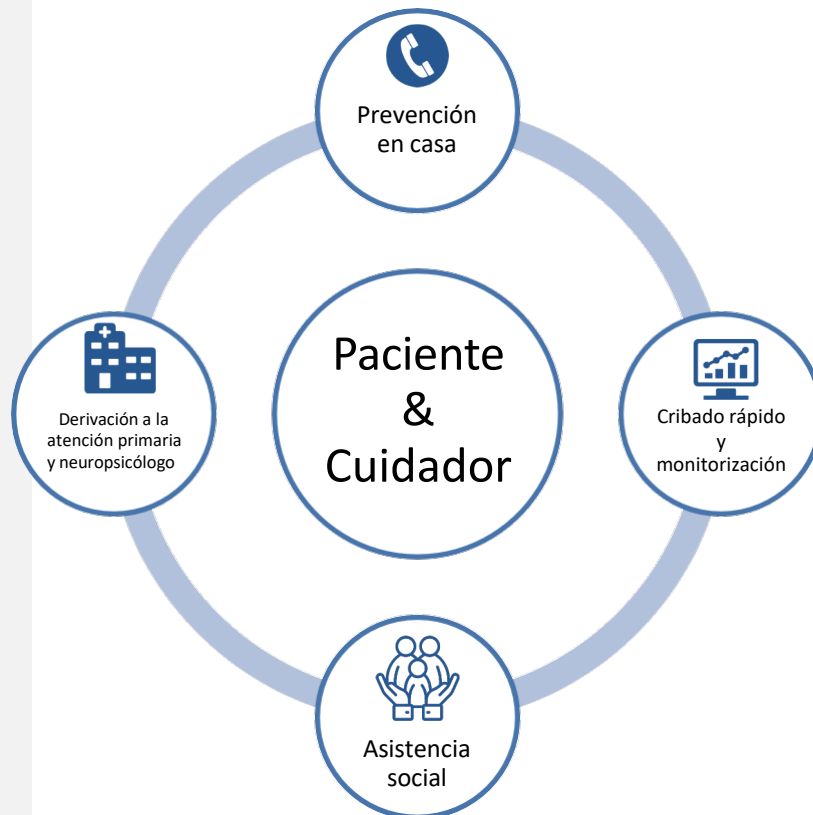 Prevención
en casa
Paciente
&
Cuidador
Derivación a la
atención primaria
y neuropsicólogo
Cribado rápido
y
monitorización
Asistencia
social